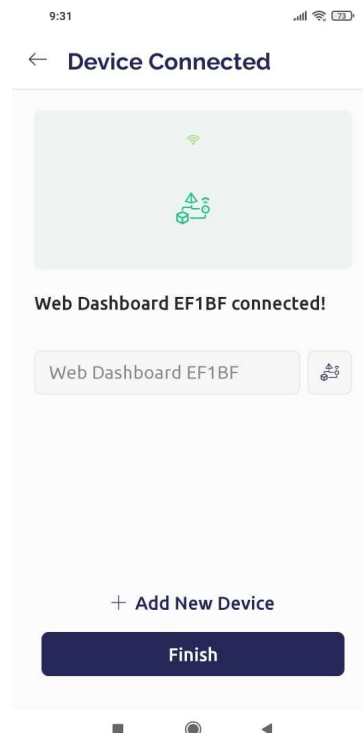 9:31
73
Device Connected
Web Dashboard EF1BF connected!
Web Dashboard EF1BF
+ Add New Device
Finish